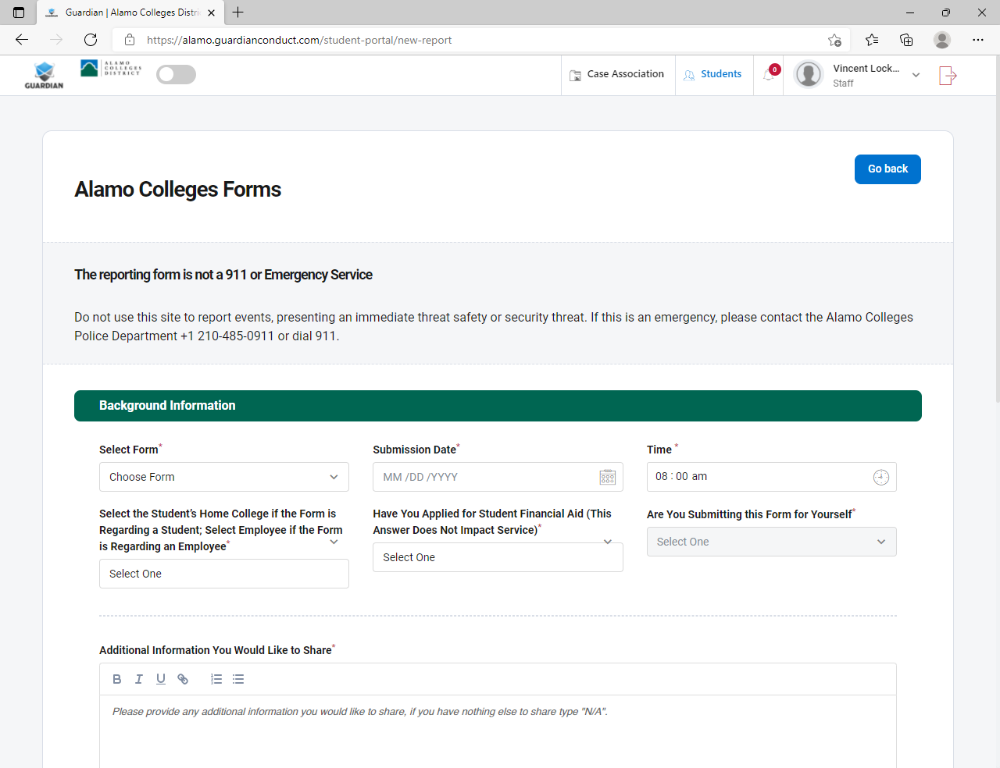 Guardian | Alamo Colleges Distri
https://alamo.guardianconduct.com/student-portal/new-report
GUARDIAN
ALAMO
COLLEGES
DISTRICT
Case Association
Students
0
Vincent Lock...
Staff
Go back
Alamo Colleges Forms
The reporting form is not a 911 or Emergency Service
Do not use this site to report events, presenting an immediate threat safety or security threat. If this is an emergency, please contact the Alamo Colleges
Police Department +1 210-485-0911 or dial 911.
Background Information
Select Form*
Submission Date*
Time *
Choose Form
MM /DD /YYYY
08 : 00 am
Select the Student's Home College if the Form is
Regarding a Student; Select Employee if the Form
is Regarding an Employee*
Select One
Have You Applied for Student Financial Aid (This
Answer Does Not Impact Service)*
Select One
Are You Submitting this Form for Yourself*
Select One
Additional Information You Would Like to Share*
B I U
Please provide any additional information you would like to share, if you have nothing else to share type "N/A".